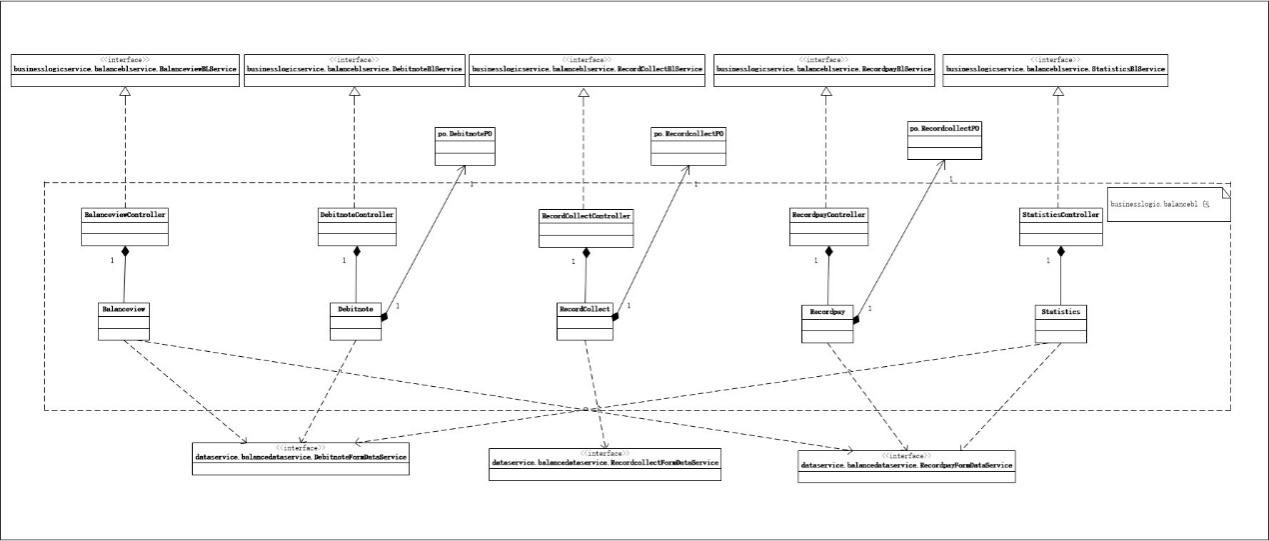 <<interface>>
businesslogicservice.balanceblservice.BalanceviewBLService
<<interface>>
businesslogicservice.balanceblservice.DebitnoteBlService
<<interface>>
businesslogicservice.balanceblservice.RecordCollectBlService
<<interface>>
businesslogicservice.balanceblservice.RecordpayBlService
<<interface>>
businesslogicservice.balanceblservice.StatisticsBlService
po.DebitnotePO
po.RecordcollectPO
po.RecordcollectPO
1
1
1
businesslogic.balancebl 包
BalanceviewController
DebitnoteController
RecordCollectController
RecordpayController
StatisticsController
1
1
1
1
1
Balanceview
Debitnote
1
RecordCollect
1
Recordpay
1
Statistics
<<interface>>
dataservice.balancedataservice.DebitnoteFormDataService
<<interface>>
dataservice.balancedataservice.RecordcollectFormDataService
<<interface>>
dataservice.balancedataservice.RecordpayFormDataService